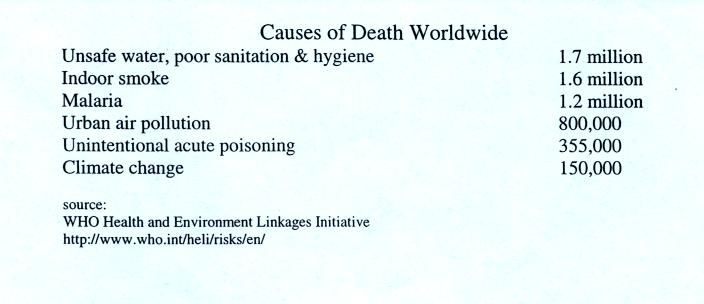 Causes of Death Worldwide
Unsafe water, poor sanitation & hygiene 1.7 million
Indoor smoke 1.6 million
Malaria 1.2 million
Urban air pollution 800,000
Unintentional acute poisoning 355,000
Climate change 150,000
source:
WHO Health and Environment Linkages Initiative
http://www.who.int/heli/risks/en/